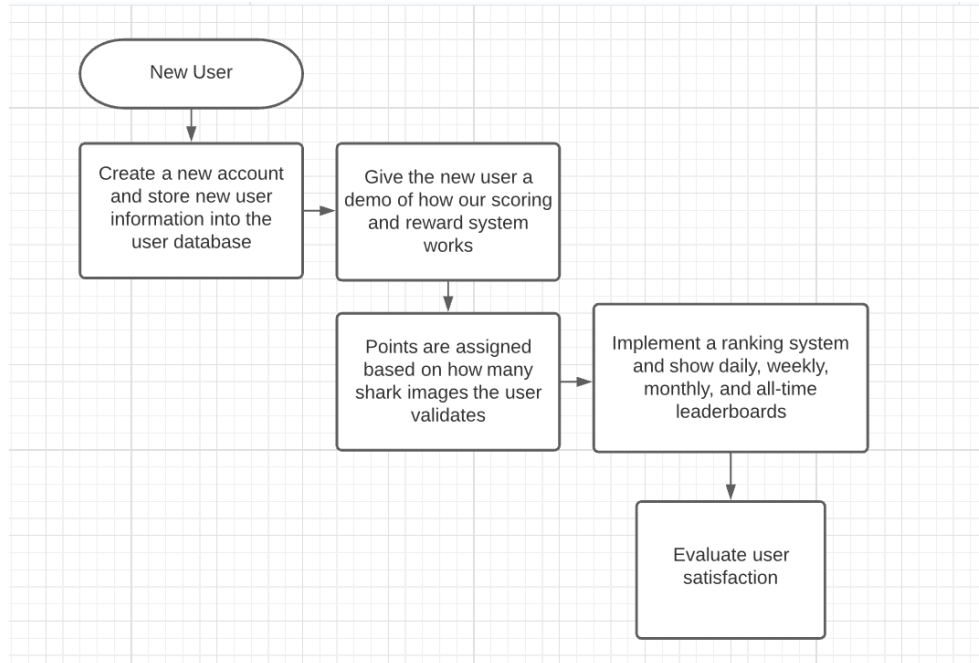 New User
Create a new account
and store new user
information into the
user database
Give the new user a
demo of how our scoring
and reward system
works
Points are assigned
based on how many
shark images the user
validates
Implement a ranking system
and show daily, weekly,
monthly, and all-time
leaderboards
Evaluate user
satisfaction